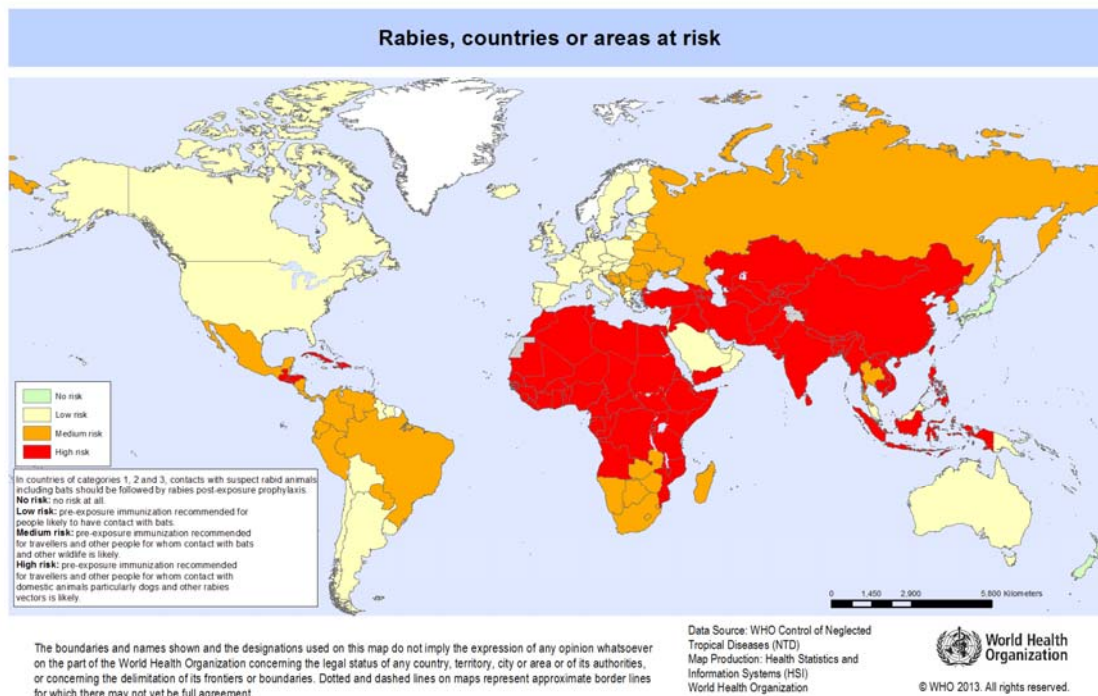 Rabies, countries or areas at risk
No risk
Low risk
Medium risk
High risk
In countries of categories 1, 2 and 3, contacts with suspect rabid animals
including bats should be followed by rabies post-exposure prophylaxis.
No risk: no risk at all.
Low risk: pre-exposure immunization recommended for
people likely to have contact with bats.
Medium risk: pre-exposure immunization recommended
for travellers and other people for whom contact with bats
and other wildlife is likely.
High risk: pre-exposure immunization recommended
for travellers and other people for whom contact with
domestic animals particularly dogs and other rabies
vectors is likely.
0 1,450 2,900 5,800 Kilometers
The boundaries and names shown and the designations used on this map do not imply the expression of any opinion whatsoever
on the part of the World Health Organization concerning the legal status of any country, territory, city or area or of its authorities,
or concerning the delimitation of its frontiers or boundaries. Dotted and dashed lines on maps represent approximate border lines
for which there may not yet be full agreement.
Data Source: WHO Control of Neglected
Tropical Diseases (NTD)
Map Production: Health Statistics and
Information Systems (HSI)
World Health Organization
World Health
Organization
© WHO 2013. All rights reserved.